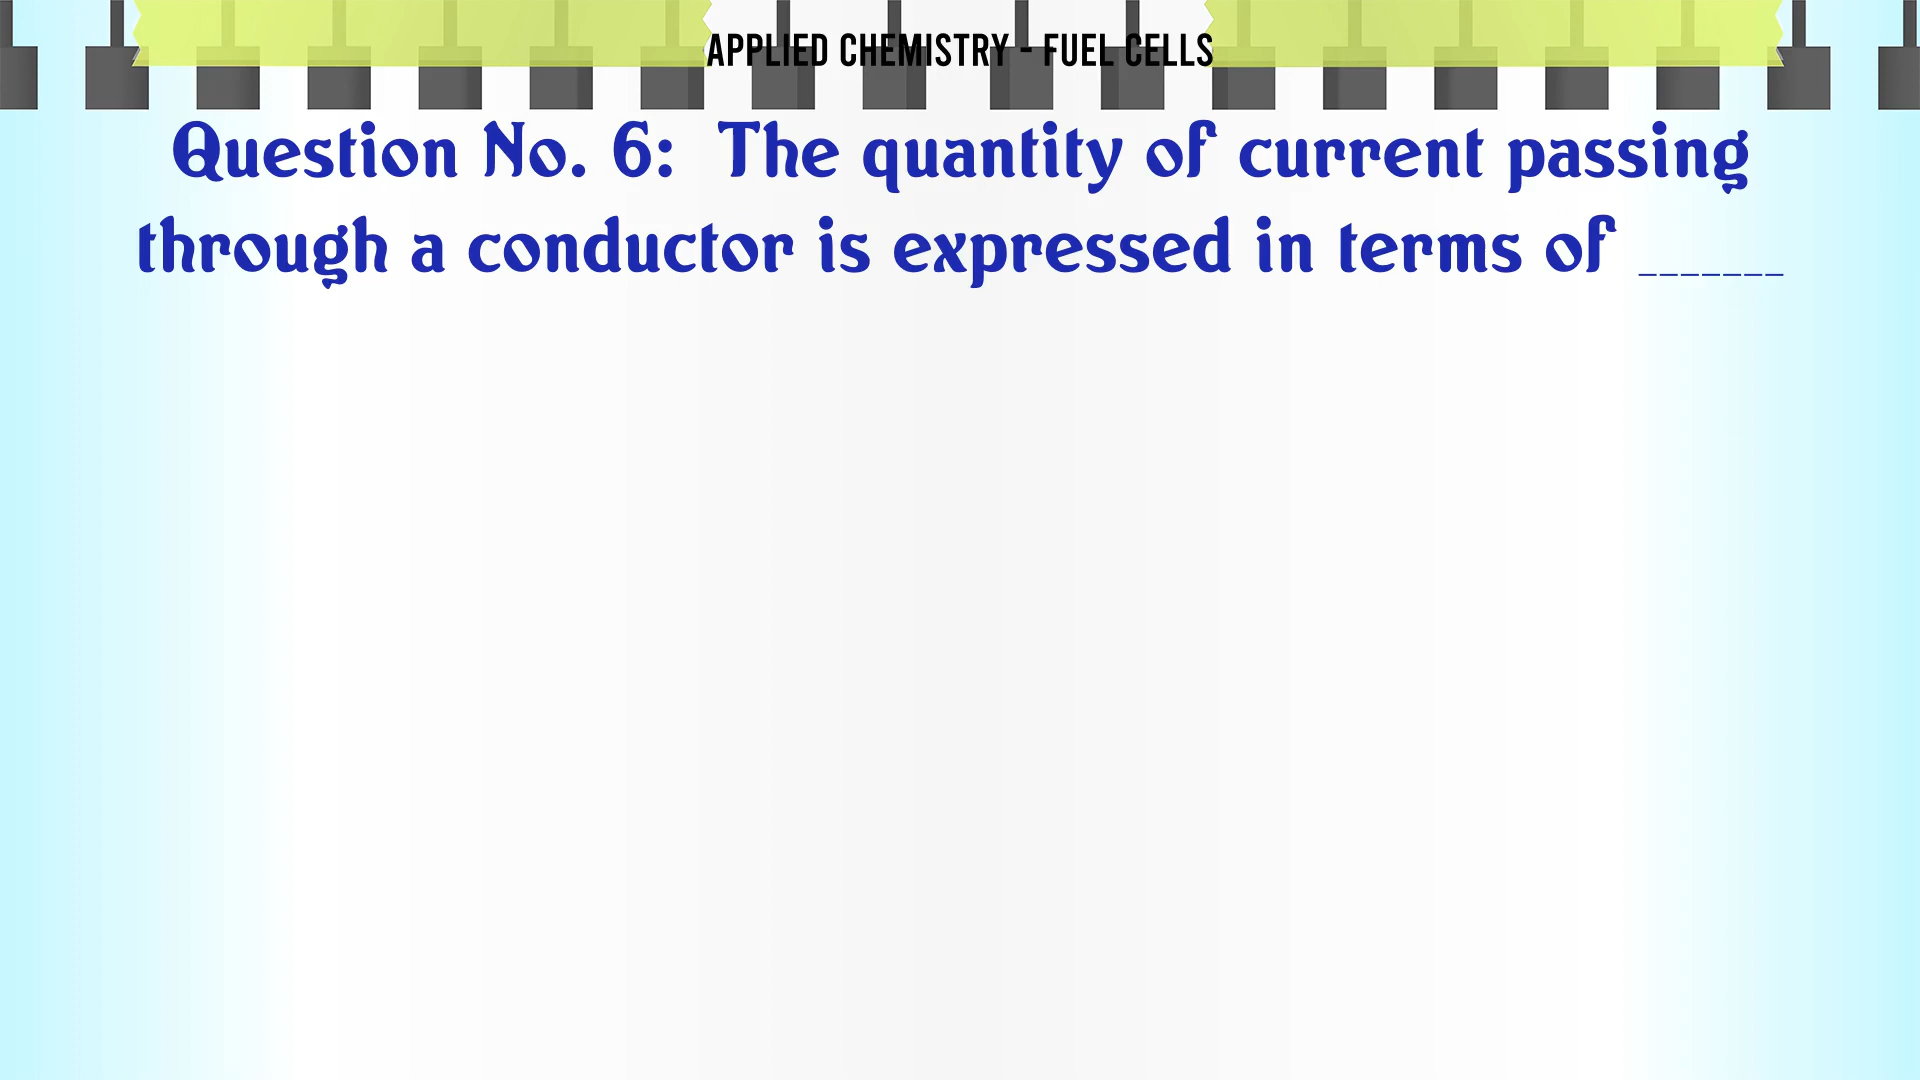 APPLIED CHEMISTRY - FUEL CELLS
Question No. 6:  The quantity of current passing
through a conductor is expressed in terms of _______